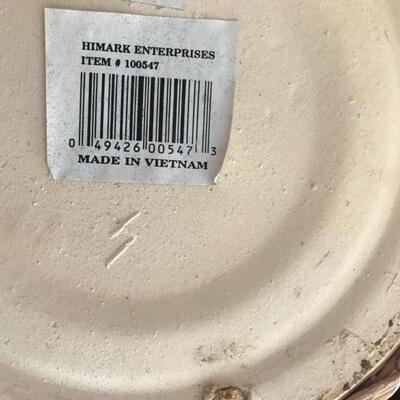 HIMARK ENTERPRISES
ITEM # 100547
0 49426 00547 3
MADE IN VIETNAM